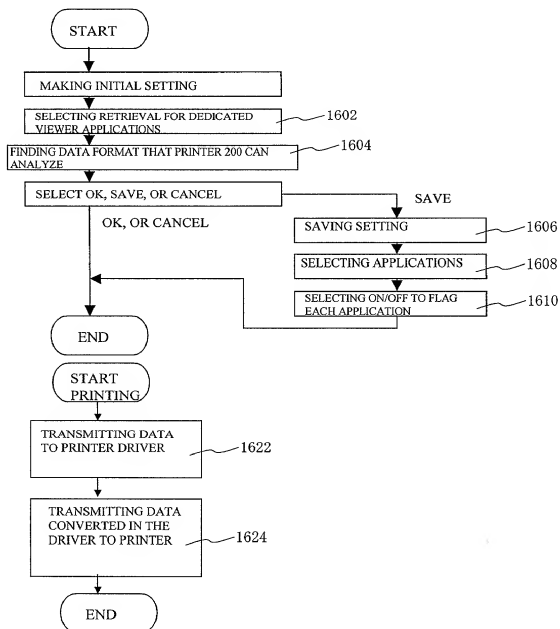 START
MAKING INITIAL SETTING
SELECTING RETRIEVAL FOR DEDICATED
VIEWER APPLICATIONS
1602
FINDING DATA FORMAT THAT PRINTER 200 CAN
ANALYZE
1604
SELECT OK, SAVE, OR CANCEL
SAVE
OK, OR CANCEL
SAVING SETTING
1606
SELECTING APPLICATIONS
1608
SELECTING ON/OFF TO FLAG
EACH APPLICATION
1610
END
START
PRINTING
TRANSMITTING DATA
TO PRINTER DRIVER
1622
TRANSMITTING DATA
CONVERTED IN THE
DRIVER TO PRINTER
1624
END